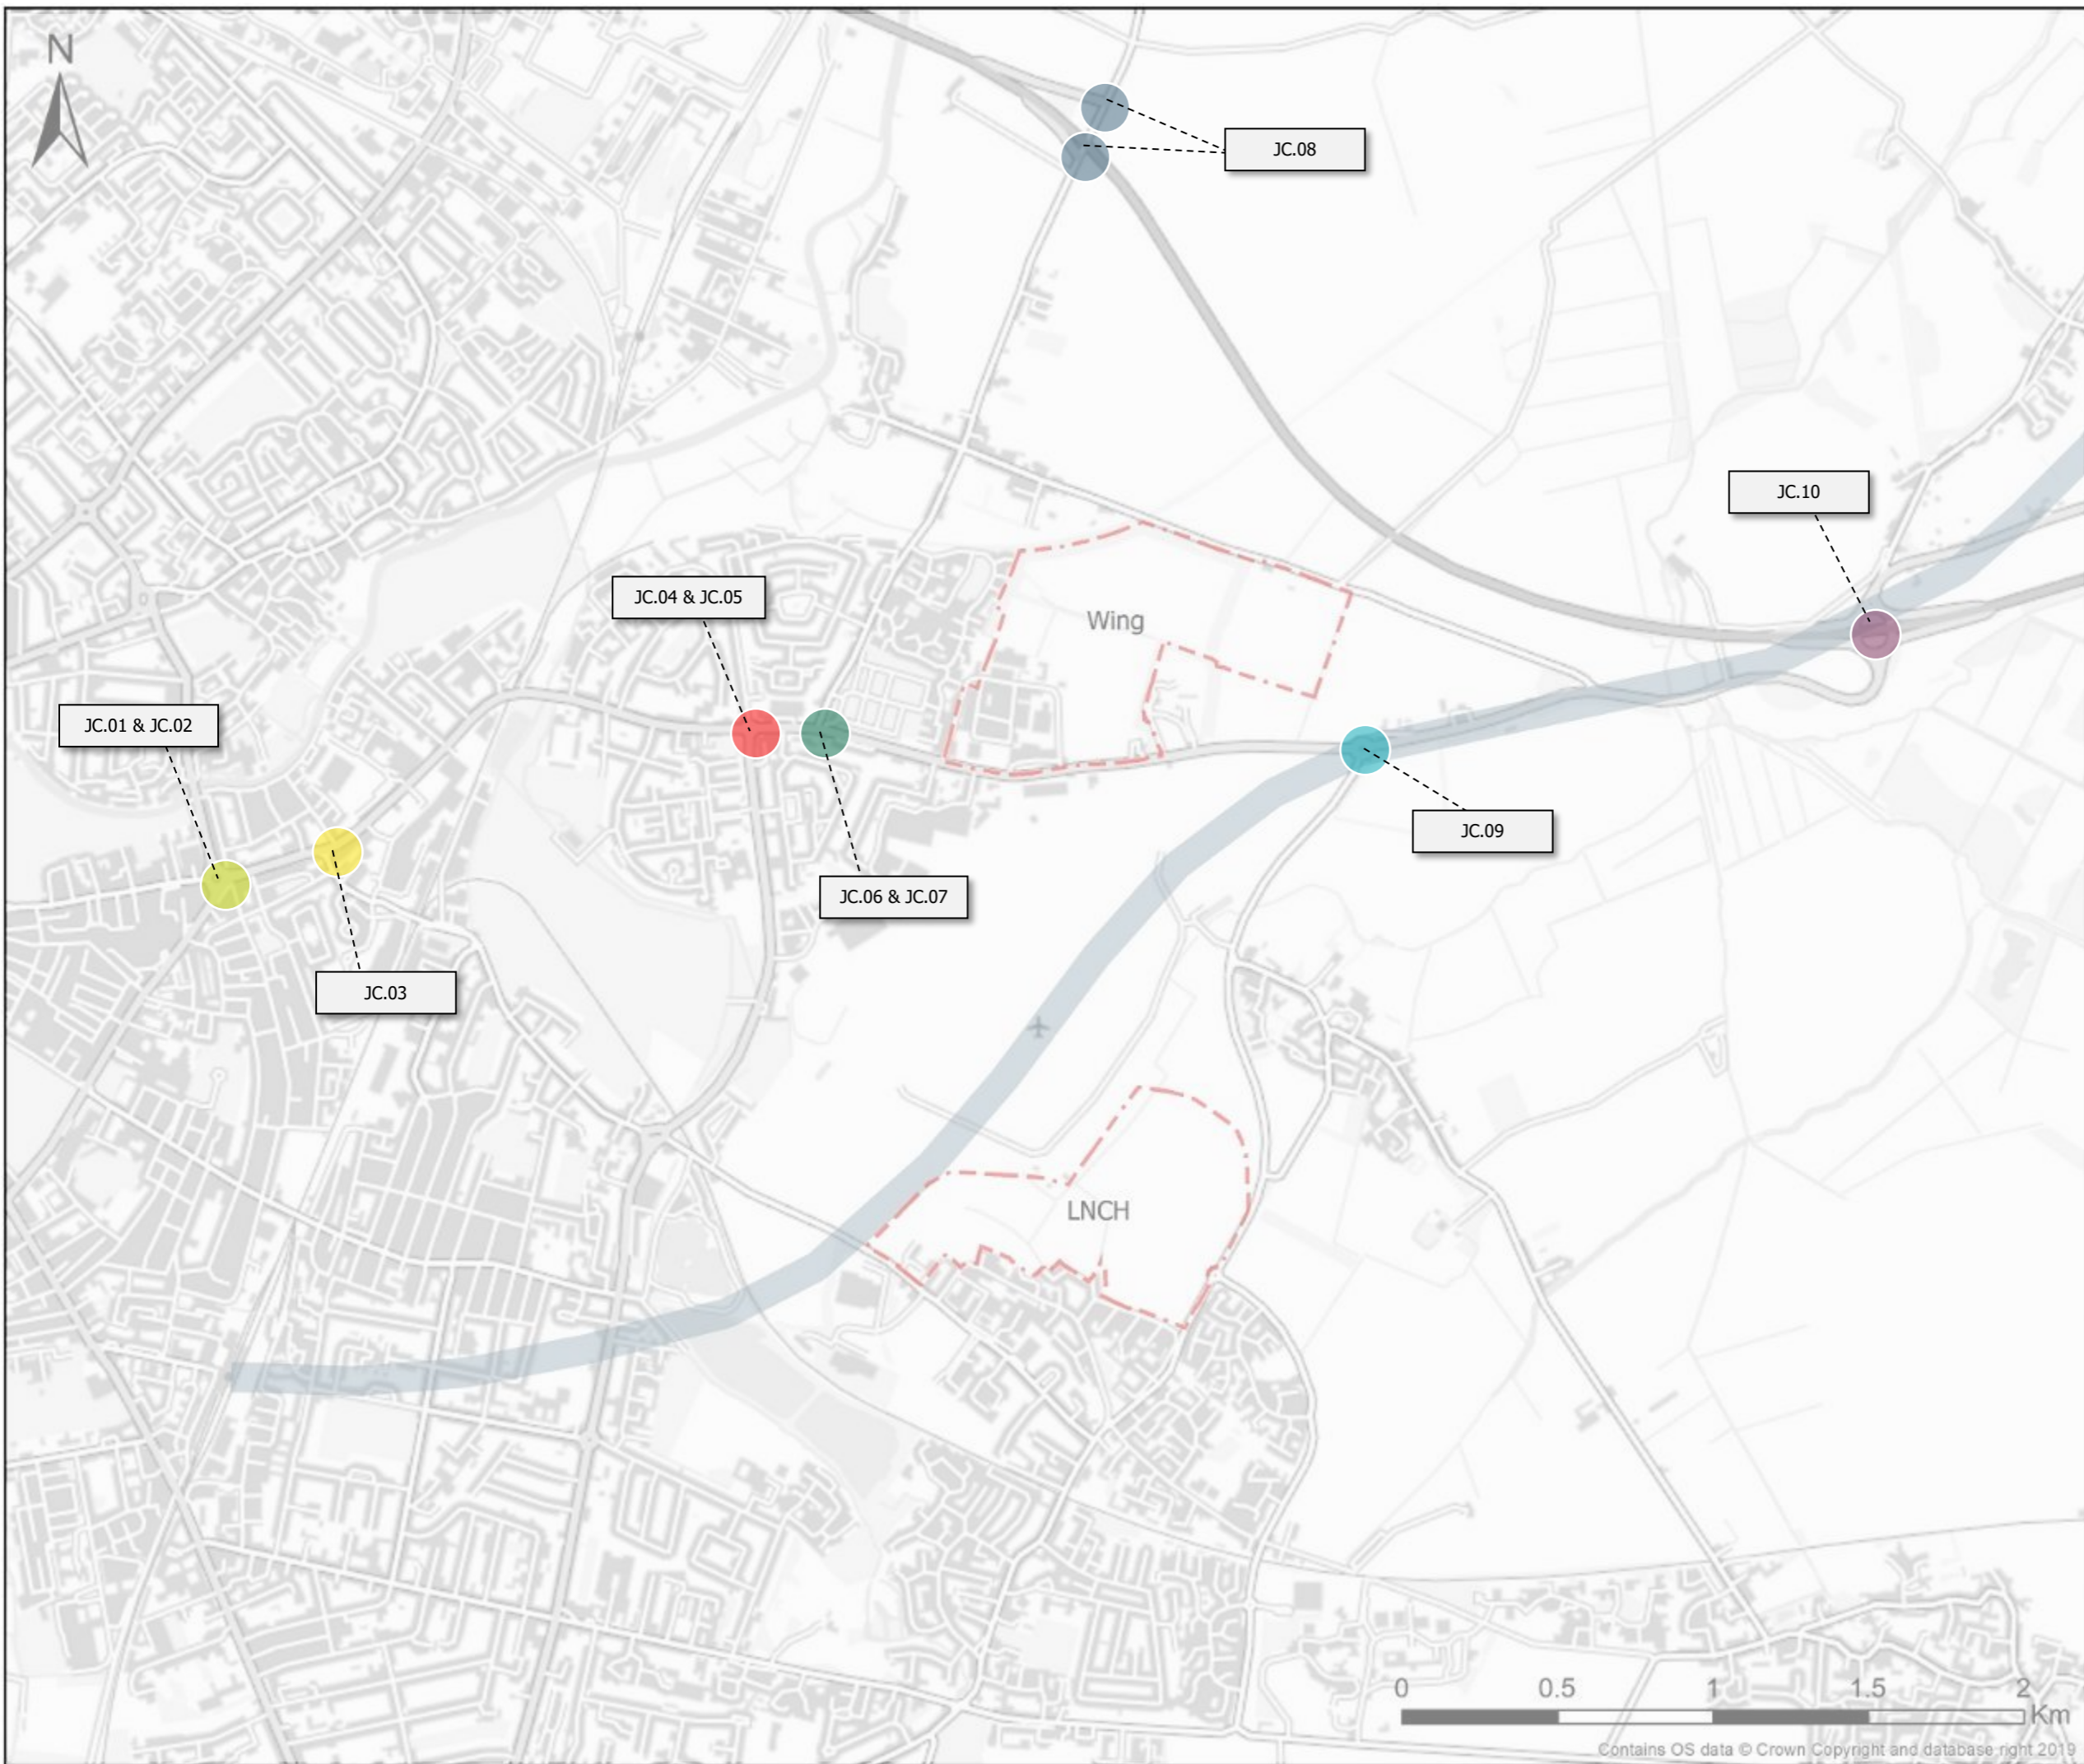 N
JC.08
JC.10
JC.04 & JC.05
Wing
JC.01 & JC.02
JC.09
JC.06 & JC.07
JC.03
LNCH
0 0.5 1 1.5 2
Km
Contains OS data © Crown Copyright and database right 2019